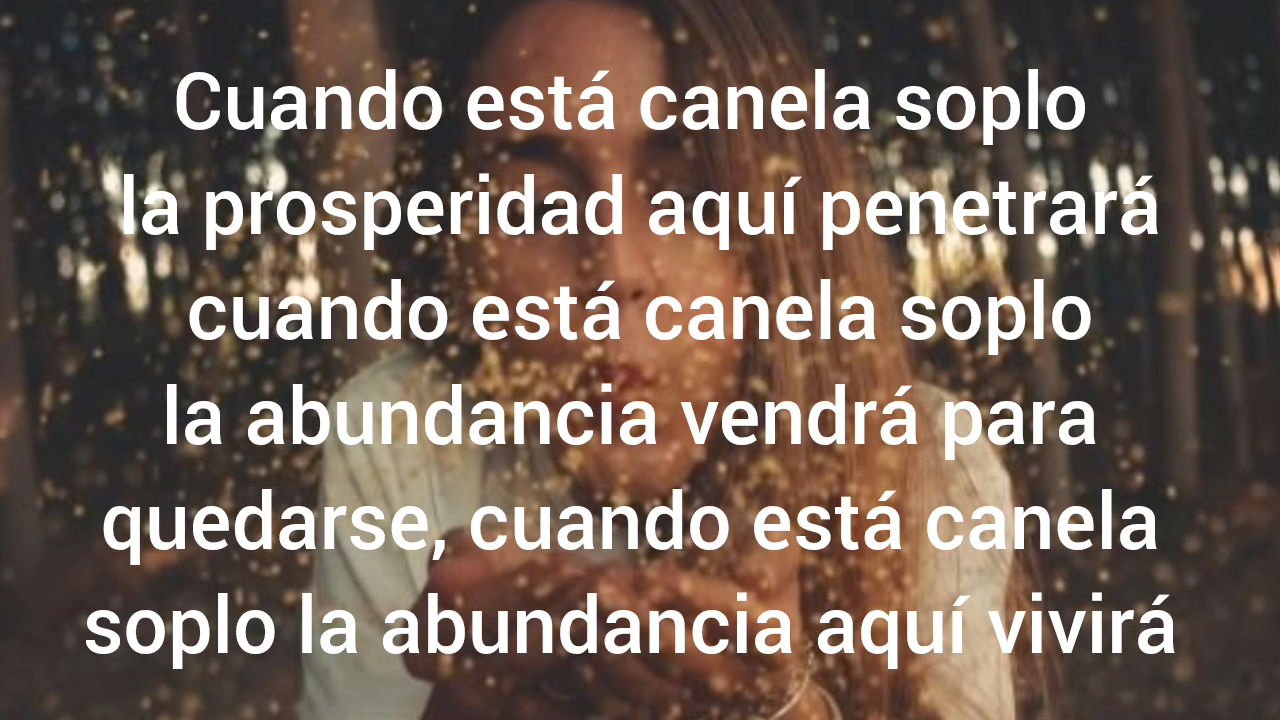 Cuando está canela soplo
la prosperidad aquí penetrará
cuando está canela soplo
la abundancia vendrá para
quedarse, cuando está canela
soplo la abundancia aquí vivirá